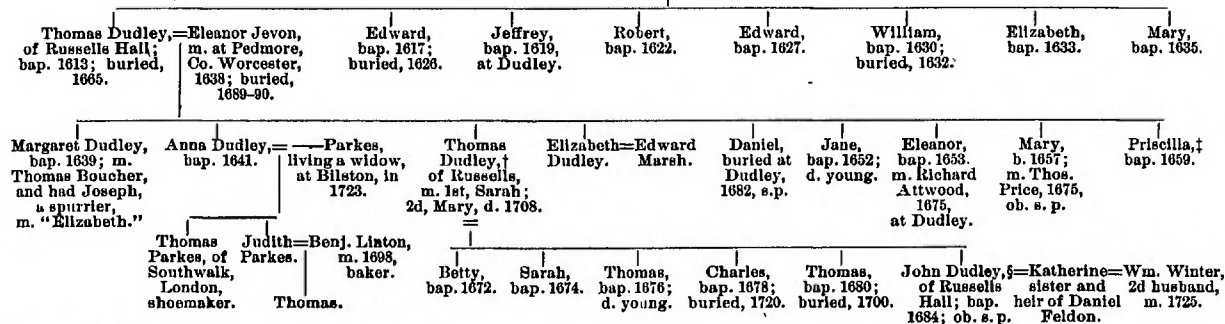 Thomas Dudley,=Eleanor Jevon,
of Russells Hall; m. at Pedmore,
bap. 1613; buried, Co. Worcester,
1665. 1638; buried,
1689-90.
Edward,
bap. 1617;
buried, 1626.
Jeffrey,
bap. 1619,
at Dudley.
Robert,
bap. 1622.
Edward,
bap. 1627.
William,
bap. 1630;
buried, 1632.
Elizabeth,
bap. 1633.
Mary,
bap. 1635.
Margaret Dudley,
bap. 1639; m.
Thomas Boucher,
and had Joseph,
a spurrier,
m. "Elizabeth."
Anna Dudley,= —Parkes,
bap. 1641. living a widow,
at Bilston, in
1723.
Thomas
Dudley,†
of Russells,
m. 1st, Sarah;
2d, Mary, d. 1708.
=
Elizabeth=Edward
Dudley. Marsh.
Daniel,
buried at
Dudley,
1682, s.p.
Jane,
bap. 1652;
d. young.
Eleanor,
bap. 1653.
m. Richard
Attwood,
1675,
at Dudley.
Mary,
b. 1657;
m. Thos.
Price, 1675,
ob. s. p.
Priscilla,‡
bap. 1659.
Thomas
Parkes, of
Southwalk,
London,
shoemaker.
Judith=Benj. Linton,
Parkes. m. 1698,
baker.
Thomas.
Betty,
bap. 1672.
Sarah,
bap. 1674.
Thomas,
bap. 1676;
d. young.
Charles,
bap. 1678;
buried, 1720.
Thomas,
bap. 1680;
buried, 1700.
John Dudley,§=Katherine=Wm. Winter,
of Russells sister and 2d husband,
Hall; bap. heir of Daniel m. 1725.
1684; ob. s. p. Feldon.